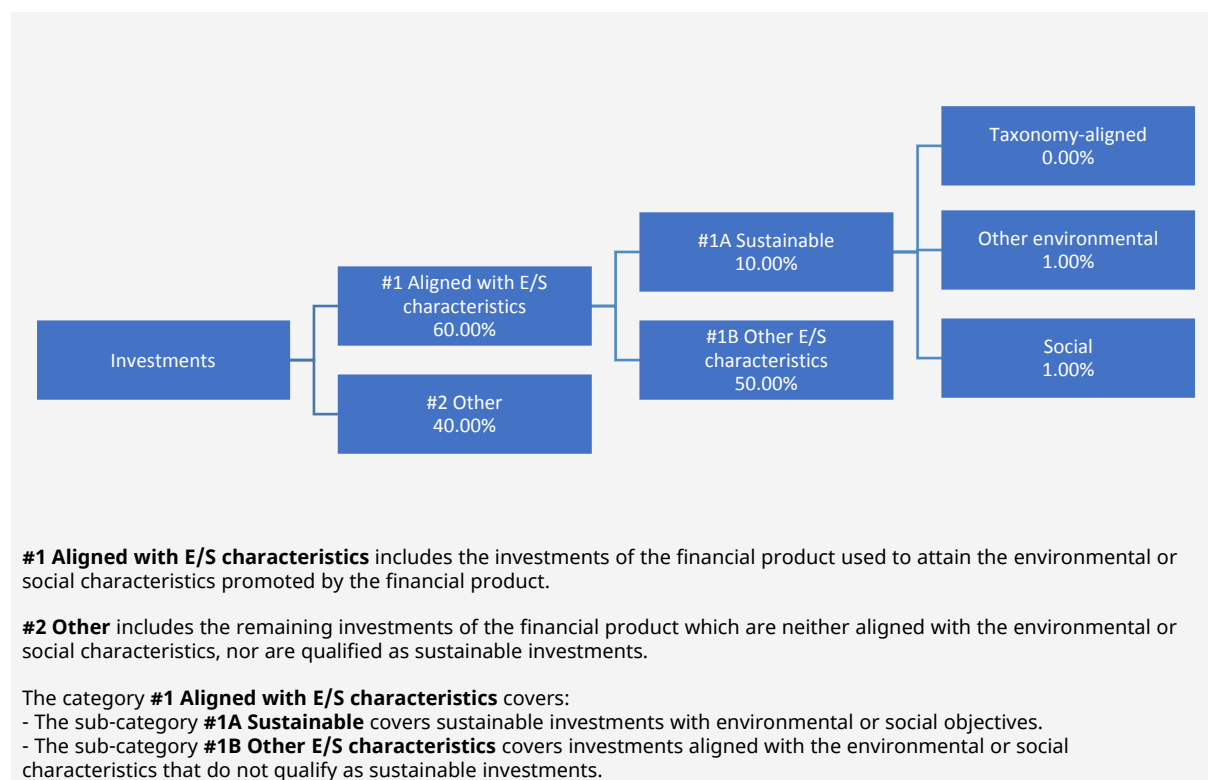 Investments
#1 Aligned with E/S
characteristics
60.00%
#2 Other
40.00%
#1A Sustainable
10.00%
#1B Other E/S
characteristics
50.00%
Taxonomy-aligned
0.00%
Other environmental
1.00%
Social
1.00%
#1 Aligned with E/S characteristics includes the investments of the financial product used to attain the environmental or
social characteristics promoted by the financial product.
#2 Other includes the remaining investments of the financial product which are neither aligned with the environmental or
social characteristics, nor are qualified as sustainable investments.
The category #1 Aligned with E/S characteristics covers:
- The sub-category #1A Sustainable covers sustainable investments with environmental or social objectives.
- The sub-category #1B Other E/S characteristics covers investments aligned with the environmental or social
characteristics that do not qualify as sustainable investments.